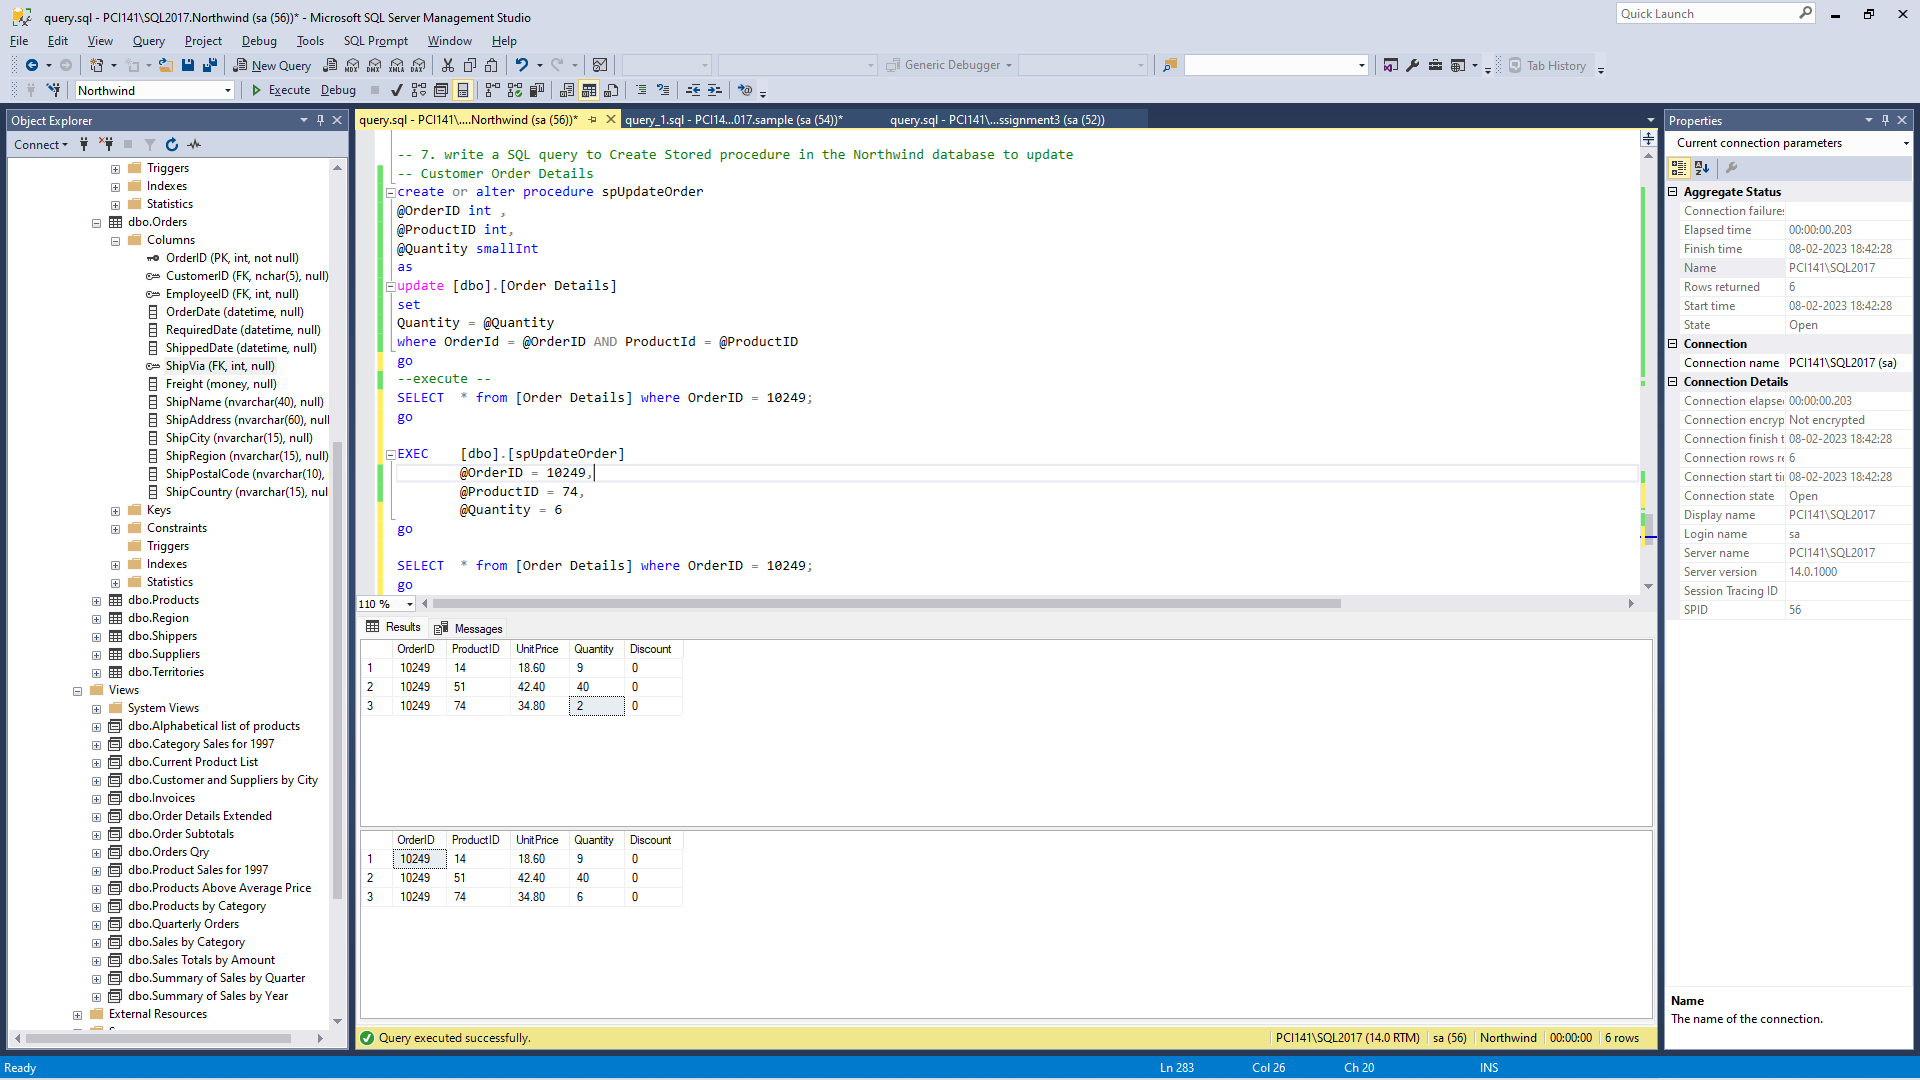 query.sql - PCI141\SQL2017.Northwind (sa (56))* - Microsoft SQL Server Management Studio
Quick Launch
File Edit View Query Project Debug Tools SQL Prompt Window Help
New Query
MDX DMX XMLA DAX
Generic Debugger
Tab History
Northwind
Execute Debug
Object Explorer
Connect
Triggers
Indexes
Statistics
dbo.Orders
Columns
OrderID (PK, int, not null)
CustomerID (FK, nchar(5), null)
EmployeeID (FK, int, null)
OrderDate (datetime, null)
RequiredDate (datetime, null)
ShippedDate (datetime, null)
ShipVia (FK, int, null)
Freight (money, null)
ShipName (nvarchar(40), null)
ShipAddress (nvarchar(60), null)
ShipCity (nvarchar(15), null)
ShipRegion (nvarchar(15), null)
ShipPostalCode (nvarchar(10),
ShipCountry (nvarchar(15), null)
Keys
Constraints
Triggers
Indexes
Statistics
dbo.Products
dbo.Region
dbo.Shippers
dbo.Suppliers
dbo.Territories
Views
System Views
dbo.Alphabetical list of products
dbo.Category Sales for 1997
dbo.Current Product List
dbo.Customer and Suppliers by City
dbo.Invoices
dbo.Order Details Extended
dbo.Order Subtotals
dbo.Orders Qry
dbo.Product Sales for 1997
dbo.Products Above Average Price
dbo.Products by Category
dbo.Quarterly Orders
dbo.Sales by Category
dbo.Sales Totals by Amount
dbo.Summary of Sales by Quarter
dbo.Summary of Sales by Year
External Resources
query.sql - PCI141\....Northwind (sa (56))*
query_1.sql - PCI14...017.sample (sa (54))*
query.sql - PCI141\...ssignment3 (sa (52))
-- 7. write a SQL query to Create Stored procedure in the Northwind database to update
-- Customer Order Details
create or alter procedure spUpdateOrder
@OrderID int ,
@ProductID int,
@Quantity smallInt
as
update [dbo].[Order Details]
set
Quantity = @Quantity
where OrderId = @OrderID AND ProductId = @ProductID
go
--execute --
SELECT * from [Order Details] where OrderID = 10249;
go
EXEC [dbo].[spUpdateOrder]
@OrderID = 10249,
@ProductID = 74,
@Quantity = 6
go
SELECT * from [Order Details] where OrderID = 10249;
go
110 %
Results Messages
OrderID ProductID UnitPrice Quantity Discount
1 10249 14 18.60 9 0
2 10249 51 42.40 40 0
3 10249 74 34.80 2 0
OrderID ProductID UnitPrice Quantity Discount
1 10249 14 18.60 9 0
2 10249 51 42.40 40 0
3 10249 74 34.80 6 0
Query executed successfully.
PCI141\SQL2017 (14.0 RTM) sa (56) Northwind 00:00:00 6 rows
Properties
Current connection parameters
Aggregate Status
Connection failures
Elapsed time 00:00:00.203
Finish time 08-02-2023 18:42:28
Name PCI141\SQL2017
Rows returned 6
Start time 08-02-2023 18:42:28
State Open
Connection
Connection name PCI141\SQL2017 (sa)
Connection Details
Connection elapse 00:00:00.203
Connection encryp Not encrypted
Connection finish t 08-02-2023 18:42:28
Connection rows re 6
Connection start ti 08-02-2023 18:42:28
Connection state Open
Display name PCI141\SQL2017
Login name sa
Server name PCI141\SQL2017
Server version 14.0.1000
Session Tracing ID
SPID 56
Name
The name of the connection.
Ready
Ln 283 Col 26 Ch 20 INS